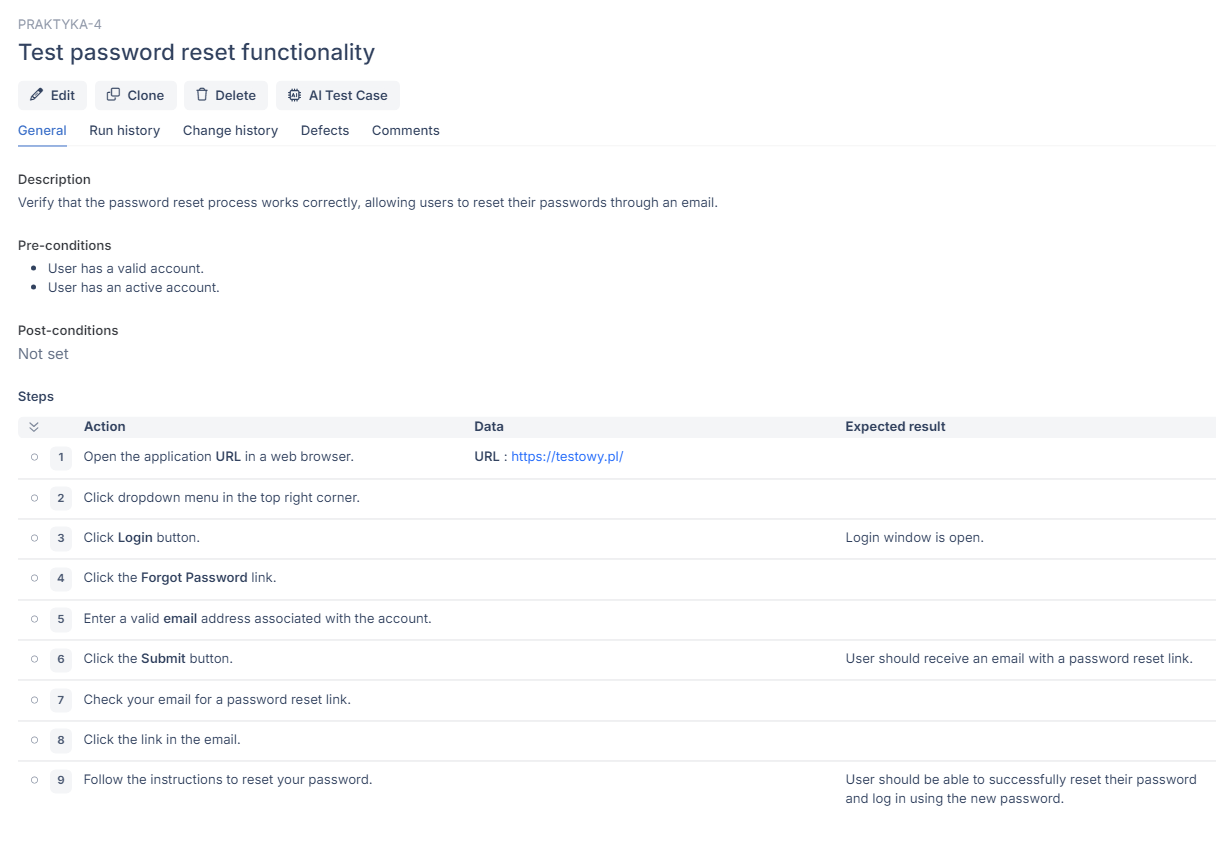 PRAKTYKA-4
Test password reset functionality
Edit Clone Delete AI Test Case
General Run history Change history Defects Comments
Description
Verify that the password reset process works correctly, allowing users to reset their passwords through an email.
Pre-conditions
User has a valid account.
User has an active account.
Post-conditions
Not set
Steps
Action Data Expected result
1 Open the application URL in a web browser. URL : https://testowy.pl/
2 Click dropdown menu in the top right corner.
3 Click Login button. Login window is open.
4 Click the Forgot Password link.
5 Enter a valid email address associated with the account.
6 Click the Submit button. User should receive an email with a password reset link.
7 Check your email for a password reset link.
8 Click the link in the email.
9 Follow the instructions to reset your password. User should be able to successfully reset their password
and log in using the new password.